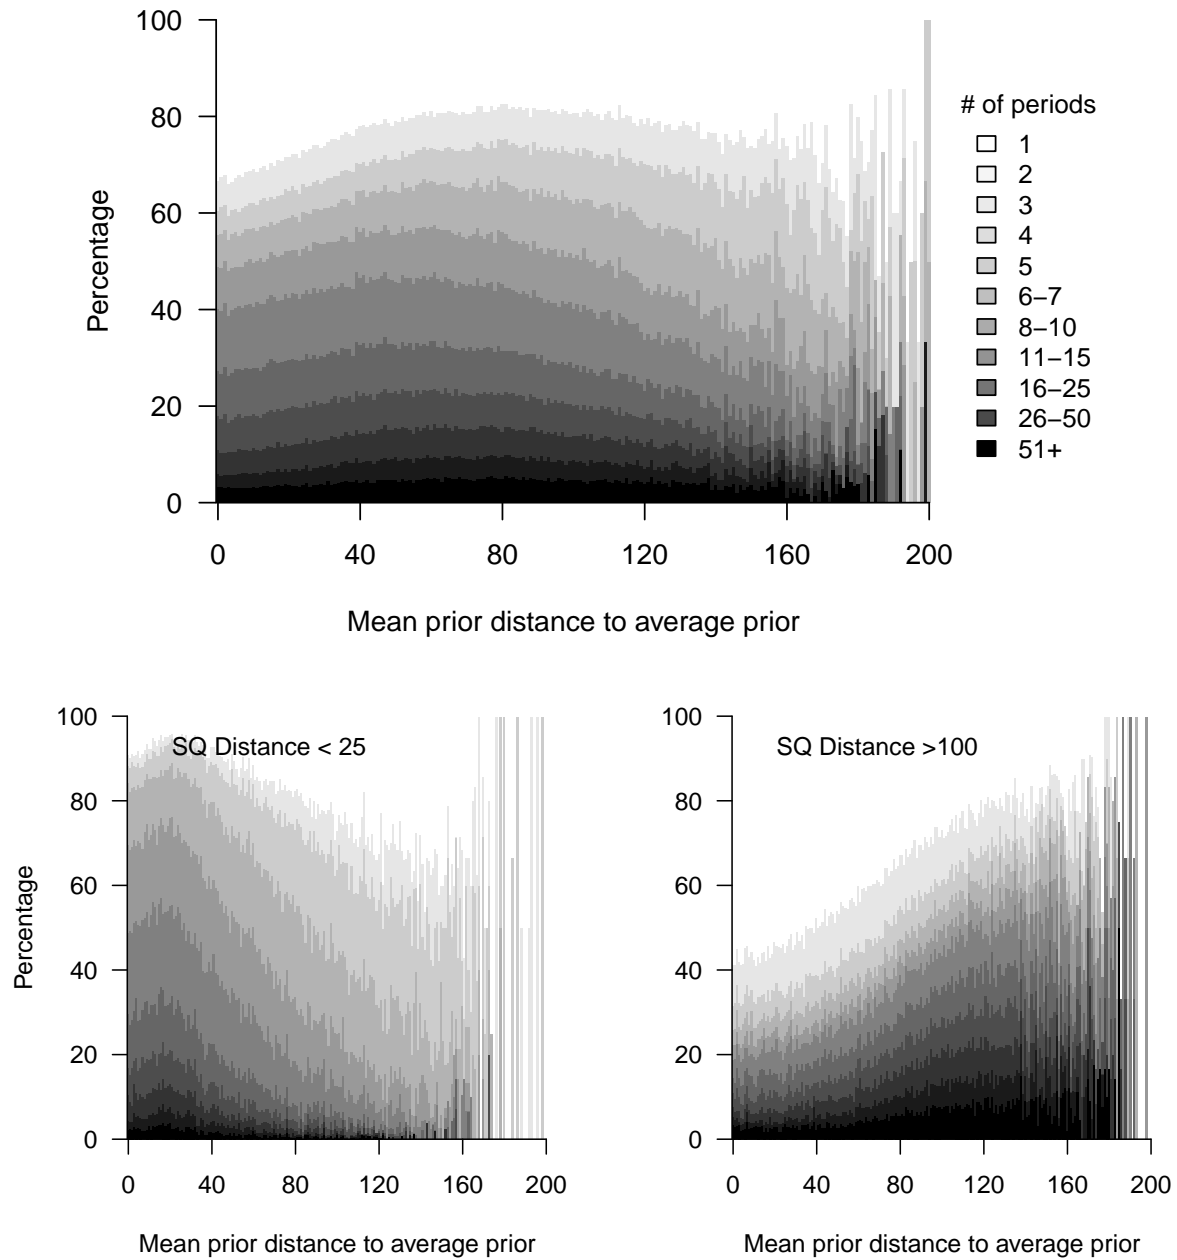 100
80
60
40
20
0
Percentage
0 40 80 120 160 200
Mean prior distance to average prior
# of periods
1
2
3
4
5
6−7
8−10
11−15
16−25
26−50
51+
SQ Distance < 25
100
80
60
40
20
0
Percentage
0 40 80 120 160 200
Mean prior distance to average prior
SQ Distance >100
100
80
60
40
20
0
0 40 80 120 160 200
Mean prior distance to average prior